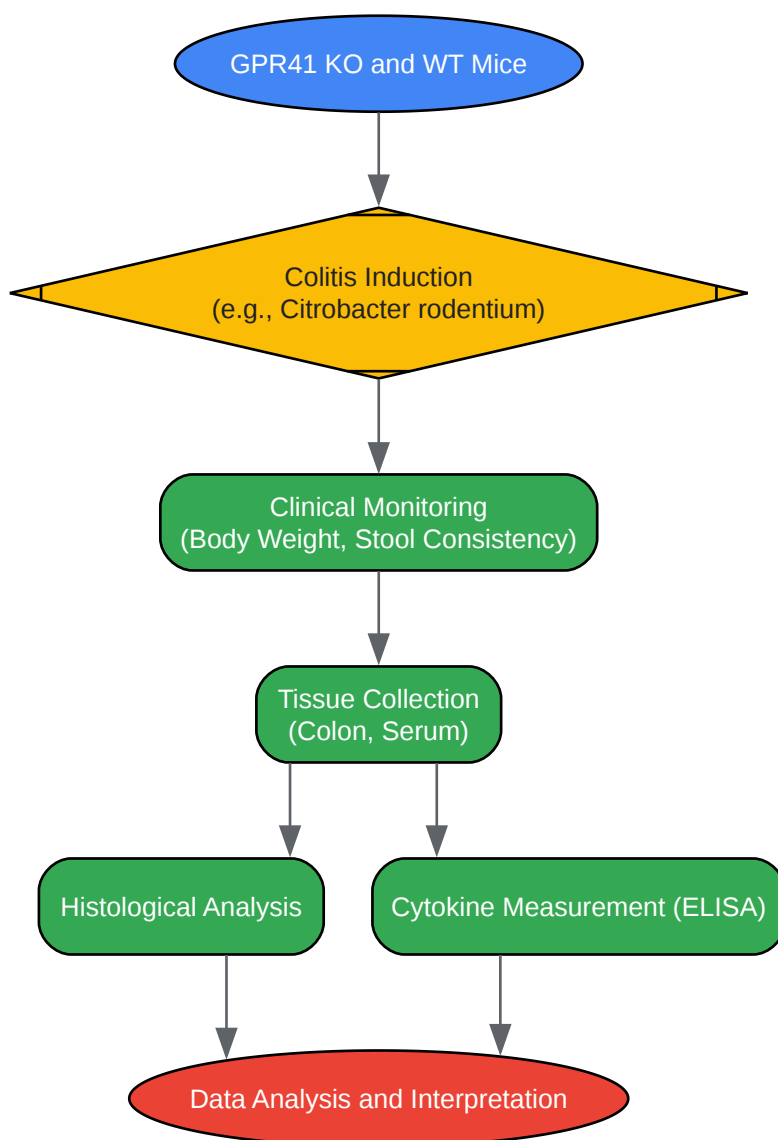 GPR41 KO and WT Mice
Colitis Induction
(e.g., Citrobacter rodentium)
Clinical Monitoring
(Body Weight, Stool Consistency)
Tissue Collection
(Colon, Serum)
Histological Analysis
Cytokine Measurement (ELISA)
Data Analysis and Interpretation